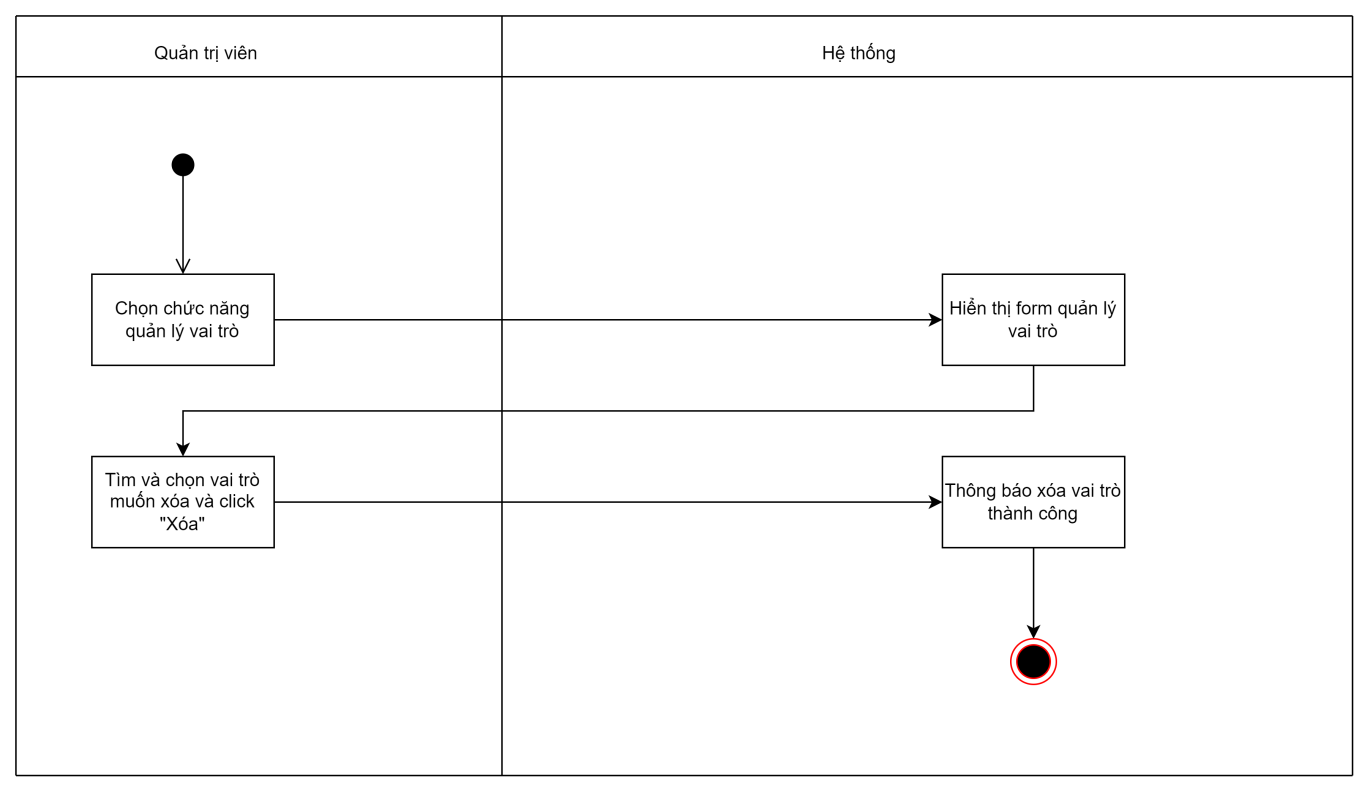 Quản trị viên
Hệ thống
Chọn chức năng
quản lý vai trò
Hiển thị form quản lý
vai trò
Tìm và chọn vai trò
muốn xóa và click
"Xóa"
Thông báo xóa vai trò
thành công